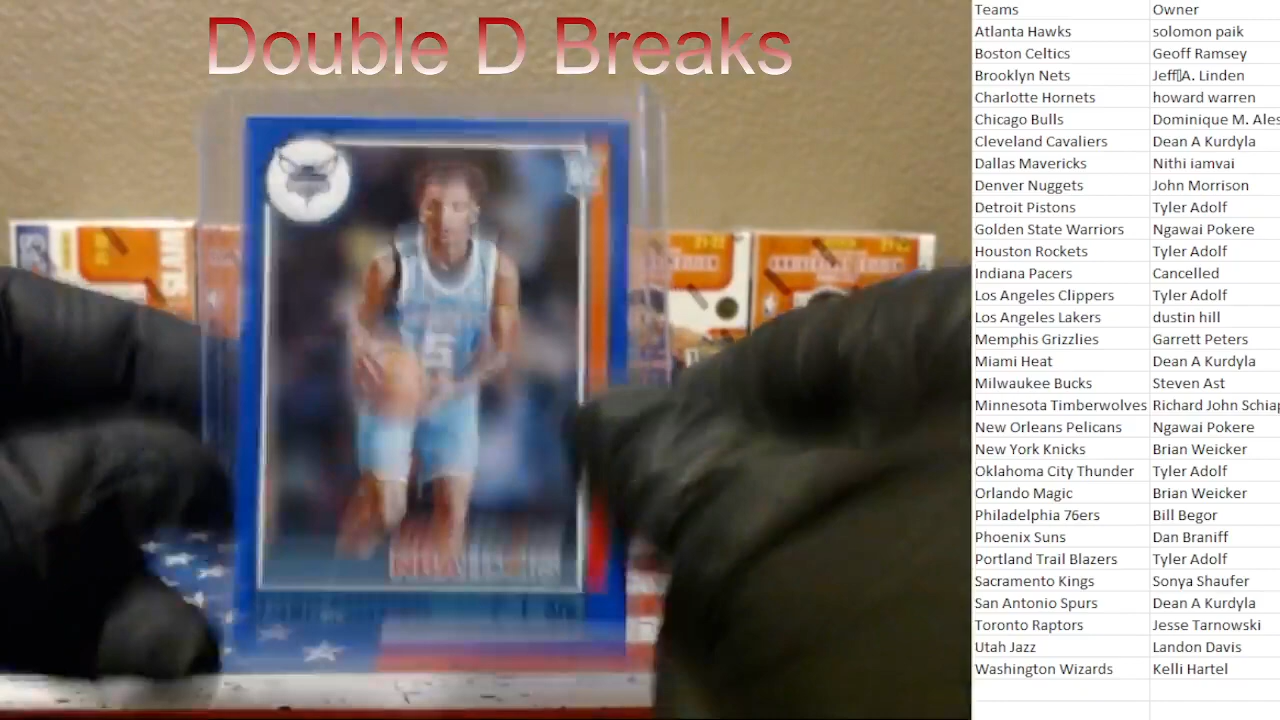 Double D Breaks
5
Teams Owner
Atlanta Hawks solomon paik
Boston Celtics Geoff Ramsey
Brooklyn Nets Jeff▯A. Linden
Charlotte Hornets howard warren
Chicago Bulls Dominique M. Ales
Cleveland Cavaliers Dean A Kurdyla
Dallas Mavericks Nithi iamvai
Denver Nuggets John Morrison
Detroit Pistons Tyler Adolf
Golden State Warriors Ngawai Pokere
Houston Rockets Tyler Adolf
Indiana Pacers Cancelled
Los Angeles Clippers Tyler Adolf
Los Angeles Lakers dustin hill
Memphis Grizzlies Garrett Peters
Miami Heat Dean A Kurdyla
Milwaukee Bucks Steven Ast
Minnesota Timberwolves Richard John Schiap
New Orleans Pelicans Ngawai Pokere
New York Knicks Brian Weicker
Oklahoma City Thunder Tyler Adolf
Orlando Magic Brian Weicker
Philadelphia 76ers Bill Begor
Phoenix Suns Dan Braniff
Portland Trail Blazers Tyler Adolf
Sacramento Kings Sonya Shaufer
San Antonio Spurs Dean A Kurdyla
Toronto Raptors Jesse Tarnowski
Utah Jazz Landon Davis
Washington Wizards Kelli Hartel